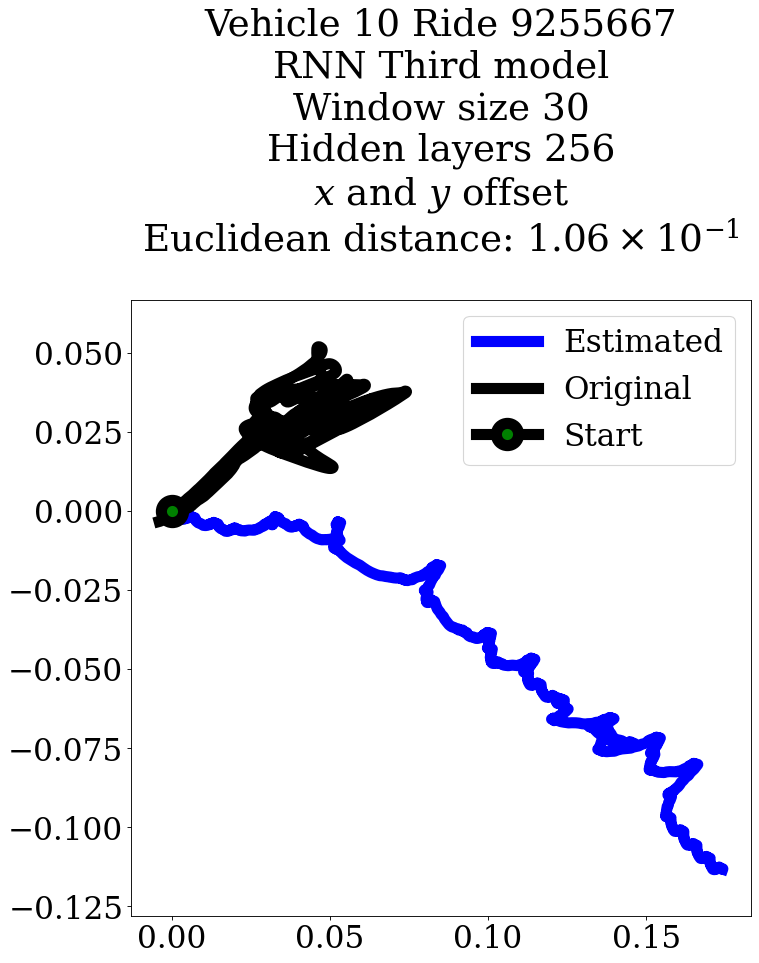 Vehicle 10 Ride 9255667
RNN Third model
Window size 30
Hidden layers 256
x and y offset
Euclidean distance: 1.06 × 10⁻¹
Estimated
Original
Start
0.050
0.025
0.000
−0.025
−0.050
−0.075
−0.100
−0.125
0.00 0.05 0.10 0.15